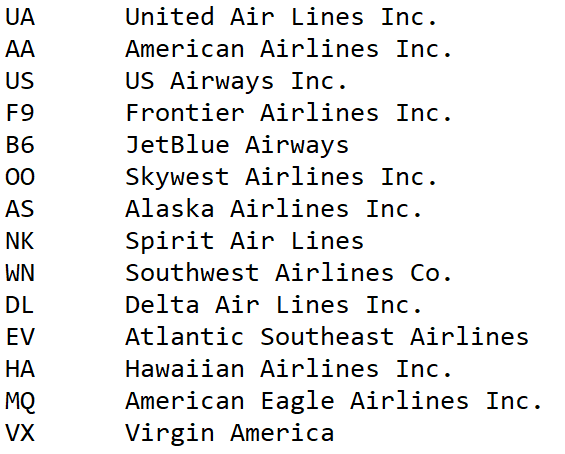 UA United Air Lines Inc.
AA American Airlines Inc.
US US Airways Inc.
F9 Frontier Airlines Inc.
B6 JetBlue Airways
OO Skywest Airlines Inc.
AS Alaska Airlines Inc.
NK Spirit Air Lines
WN Southwest Airlines Co.
DL Delta Air Lines Inc.
EV Atlantic Southeast Airlines
HA Hawaiian Airlines Inc.
MQ American Eagle Airlines Inc.
VX Virgin America